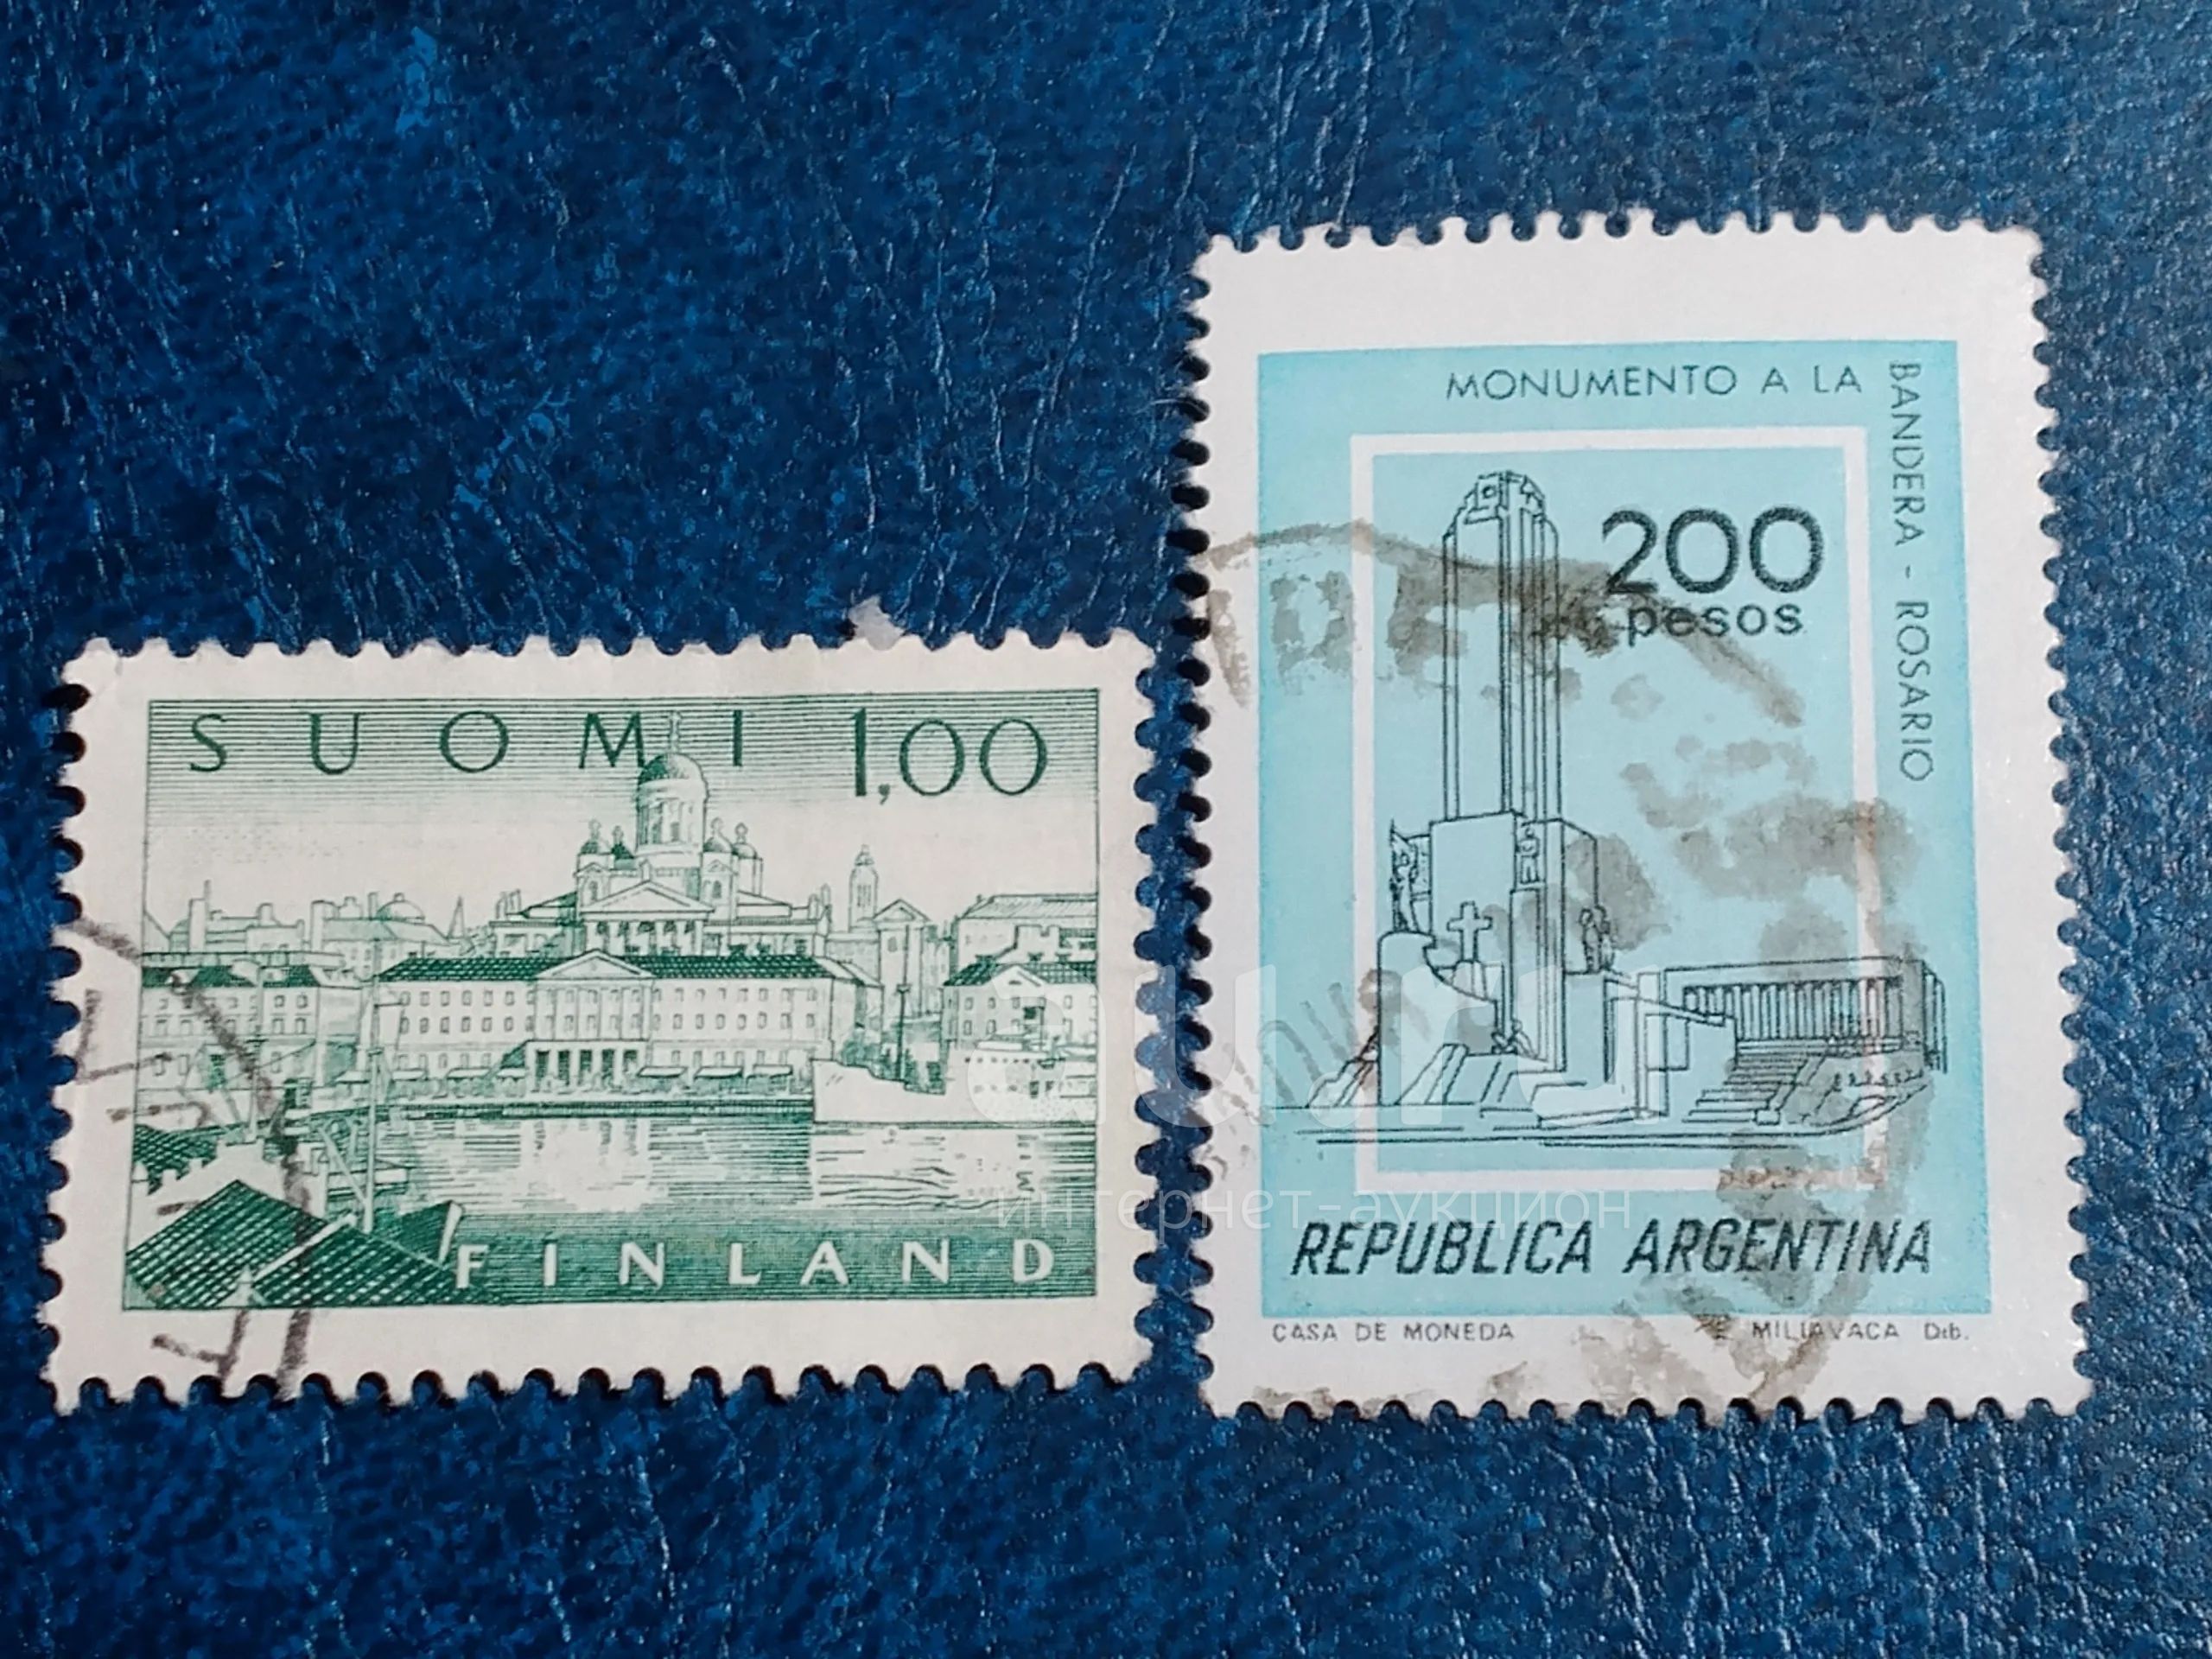 SUOMI 1,00
FINLAND
MONUMENTO A LA
BANDERA - ROSARIO
200
pesos
REPUBLICA ARGENTINA
CASA DE MONEDA
MILIAVACA Dib.
интернет-аукцион